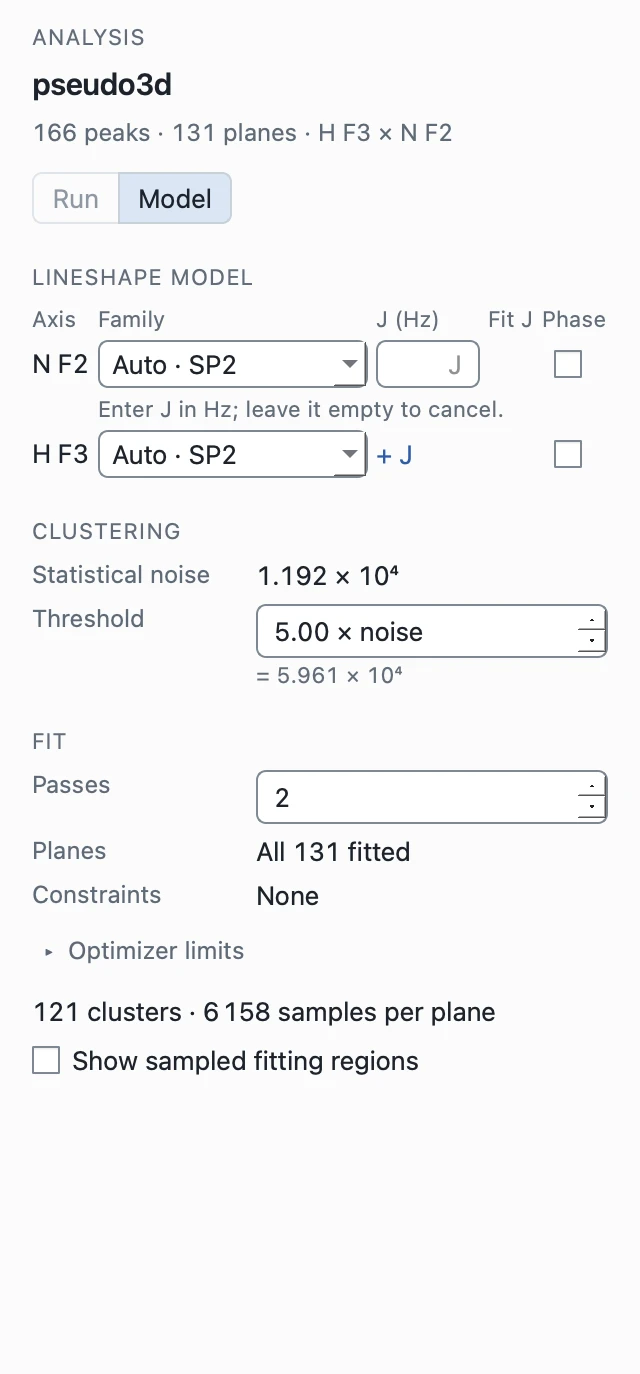 ANALYSIS
pseudo3d
166 peaks · 131 planes · H F3 × N F2
Run Model
LINESHAPE MODEL
Axis Family J (Hz) Fit J Phase
N F2 Auto · SP2 J
Enter J in Hz; leave it empty to cancel.
H F3 Auto · SP2 + J
CLUSTERING
Statistical noise 1.192 × 10⁴
Threshold 5.00 × noise
= 5.961 × 10⁴
FIT
Passes 2
Planes All 131 fitted
Constraints None
▸ Optimizer limits
121 clusters · 6 158 samples per plane
Show sampled fitting regions